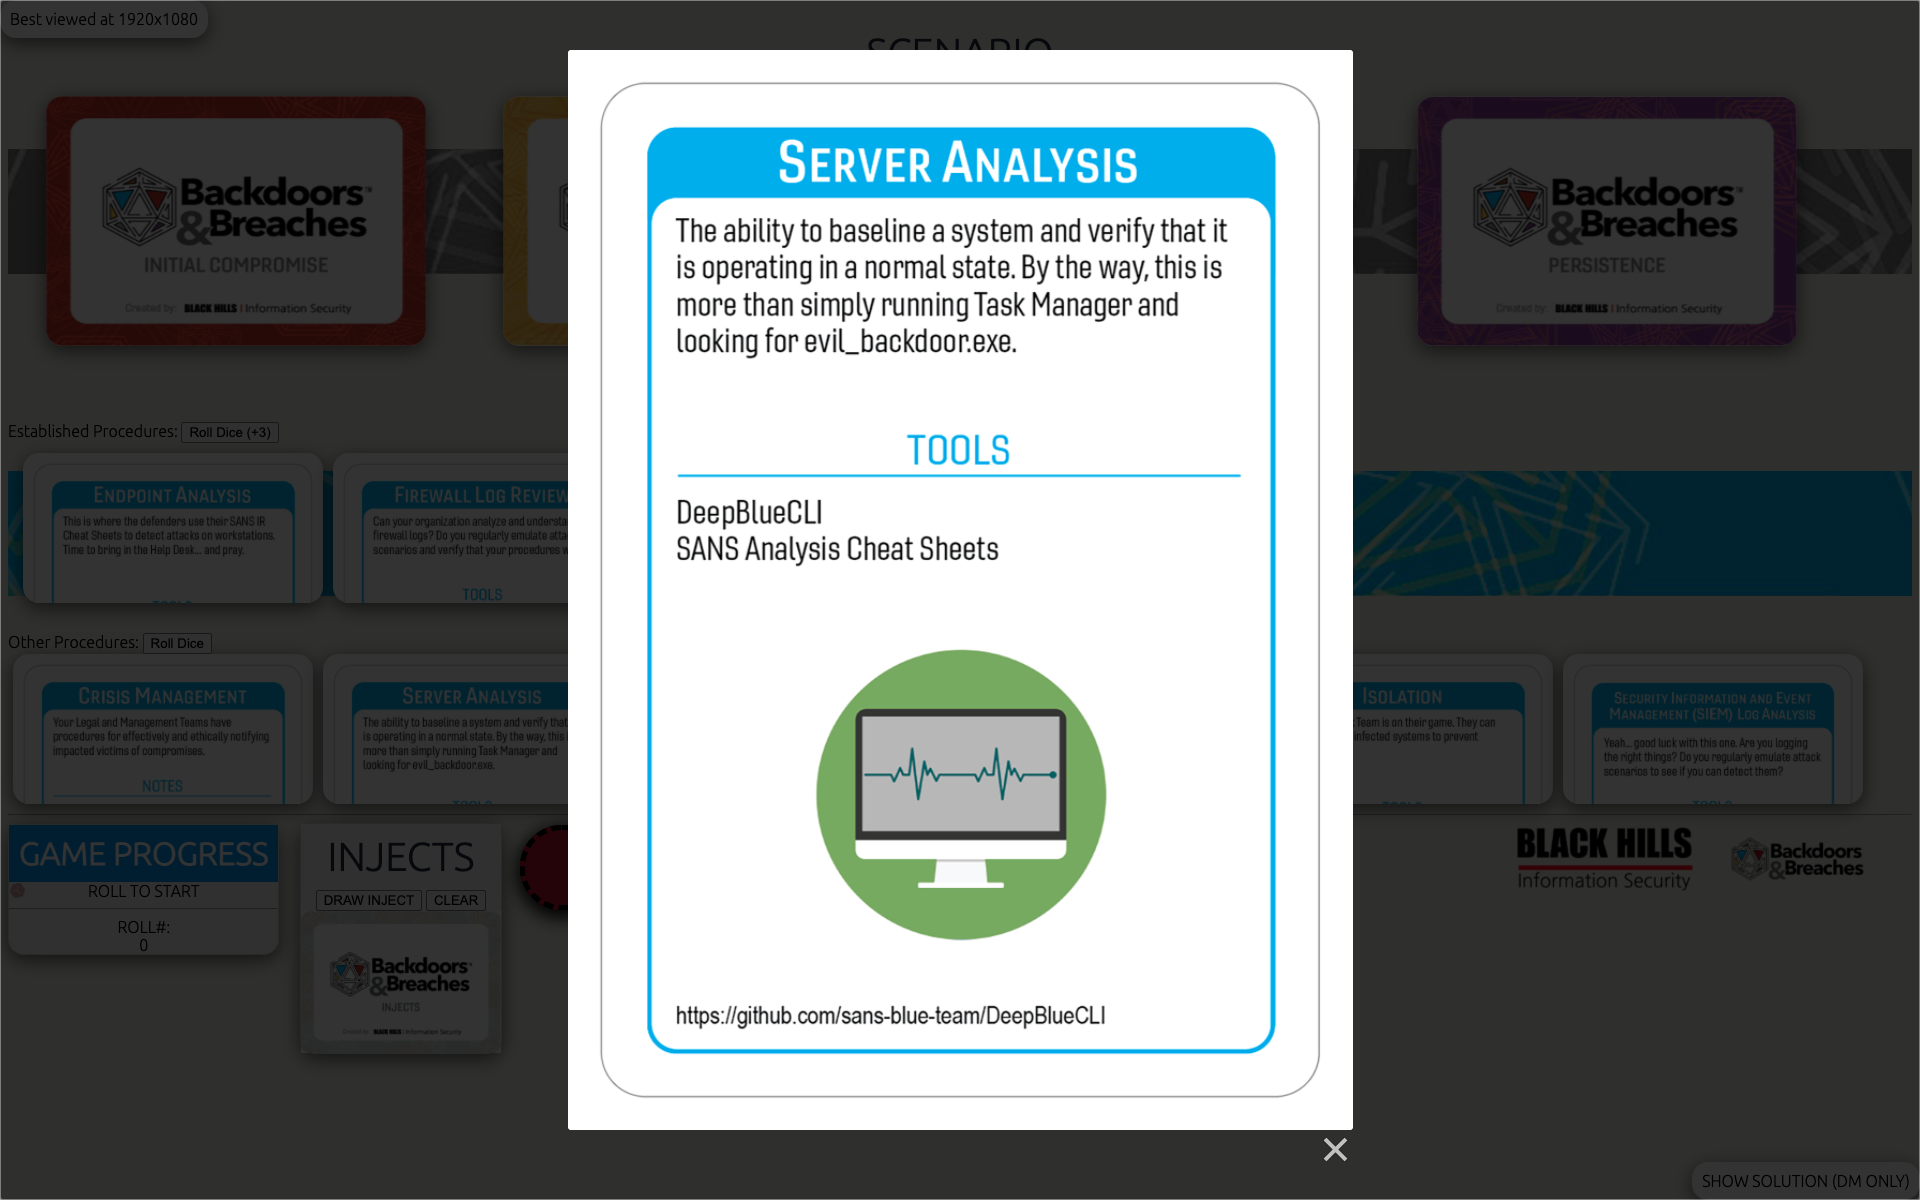 Best viewed at 1920x1080
SCENARIO
Backdoors
& Breaches
INITIAL COMPROMISE
Created by: BLACK HILLS | Information Security
Backdoors™
& Breaches
PERSISTENCE
Created by: BLACK HILLS | Information Security
SERVER ANALYSIS
The ability to baseline a system and verify that it
is operating in a normal state. By the way, this is
more than simply running Task Manager and
looking for evil_backdoor.exe.
TOOLS
DeepBlueCLI
SANS Analysis Cheat Sheets
https://github.com/sans-blue-team/DeepBlueCLI
Established Procedures: Roll Dice (+3)
ENDPOINT ANALYSIS
This is where the defenders use their SANS IR
Cheat Sheets to detect attacks on workstations.
Time to bring in the Help Desk... and pray.
TOOLS
FIREWALL LOG REVIEW
Can your organization analyze and understa
firewall logs? Do you regularly emulate atta
scenarios and verify that your procedures w
TOOLS
Other Procedures: Roll Dice
CRISIS MANAGEMENT
Your Legal and Management Teams have
procedures for effectively and ethically notifying
impacted victims of compromises.
NOTES
SERVER ANALYSIS
The ability to baseline a system and verify that
is operating in a normal state. By the way, this i
more than simply running Task Manager and
looking for evil_backdoor.exe.
TOOLS
ISOLATION
Team is on their game. They can
infected systems to prevent
TOOLS
SECURITY INFORMATION AND EVENT
MANAGEMENT (SIEM) LOG ANALYSIS
Yeah... good luck with this one. Are you logging
the right things? Do you regularly emulate attack
scenarios to see if you can detect them?
TOOLS
GAME PROGRESS
ROLL TO START
ROLL#:
0
INJECTS
DRAW INJECT CLEAR
Backdoors™
& Breaches
INJECTS
BLACK HILLS | Information Security
BLACK HILLS
Information Security
Backdoors
& Breaches
SHOW SOLUTION (DM ONLY)